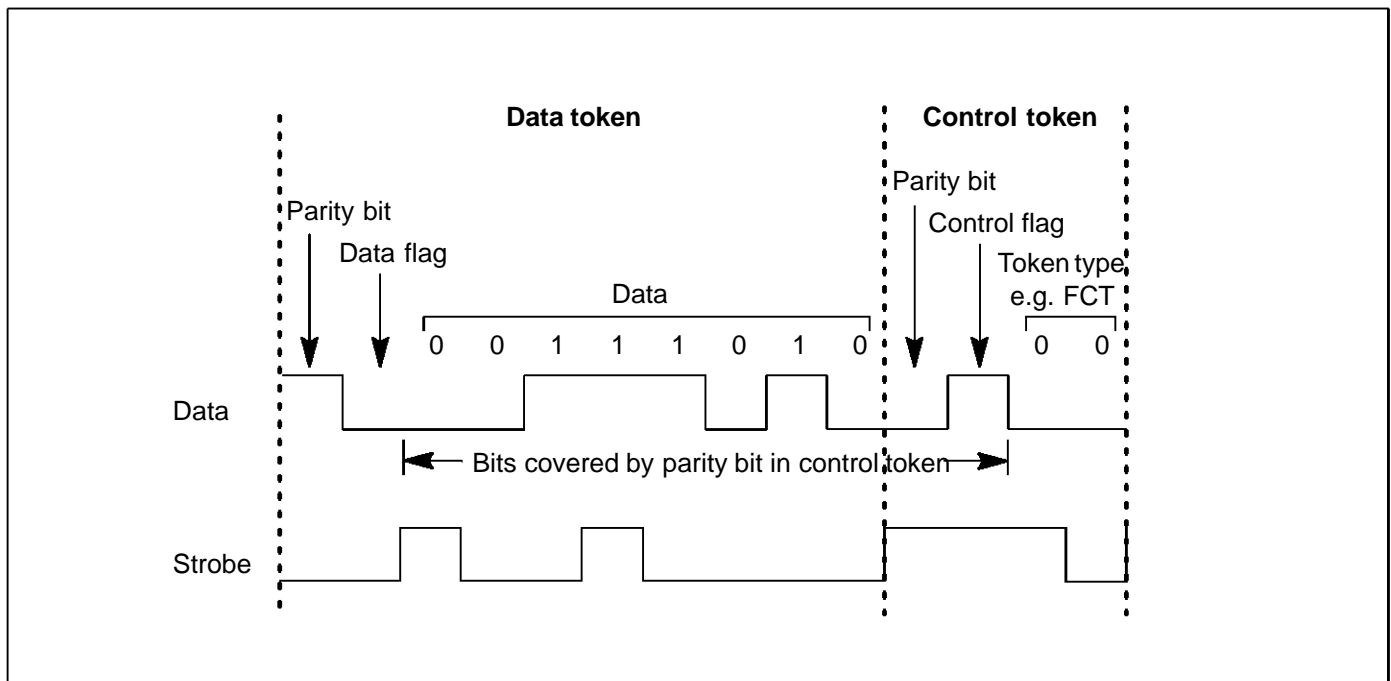 Data token
Control token
Parity bit
Data flag
Data
0 0 1 1 1 0 1 0
Parity bit
Control flag
Token type
e.g. FCT
0 0
Data
Bits covered by parity bit in control token
Strobe